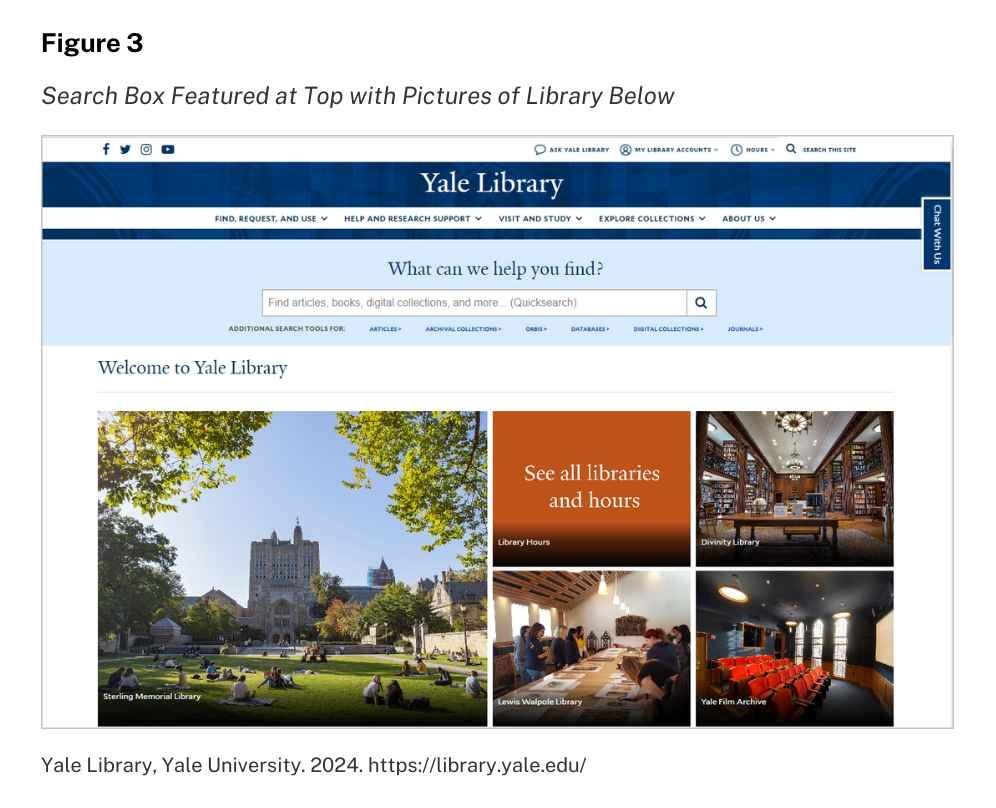 Figure 3
Search Box Featured at Top with Pictures of Library Below
ASK YALE LIBRARY MY LIBRARY ACCOUNTS HOURS SEARCH THIS SITE
Yale Library
FIND, REQUEST, AND USE HELP AND RESEARCH SUPPORT VISIT AND STUDY EXPLORE COLLECTIONS ABOUT US
Chat With Us
What can we help you find?
Find articles, books, digital collections, and more... (Quicksearch)
ADDITIONAL SEARCH TOOLS FOR: ARTICLES> ARCHIVAL COLLECTIONS> ORBIS> DATABASES> DIGITAL COLLECTIONS> JOURNALS>
Welcome to Yale Library
See all libraries
and hours
Library Hours
Divinity Library
Sterling Memorial Library
Lewis Walpole Library
Yale Film Archive
Yale Library, Yale University. 2024. https://library.yale.edu/